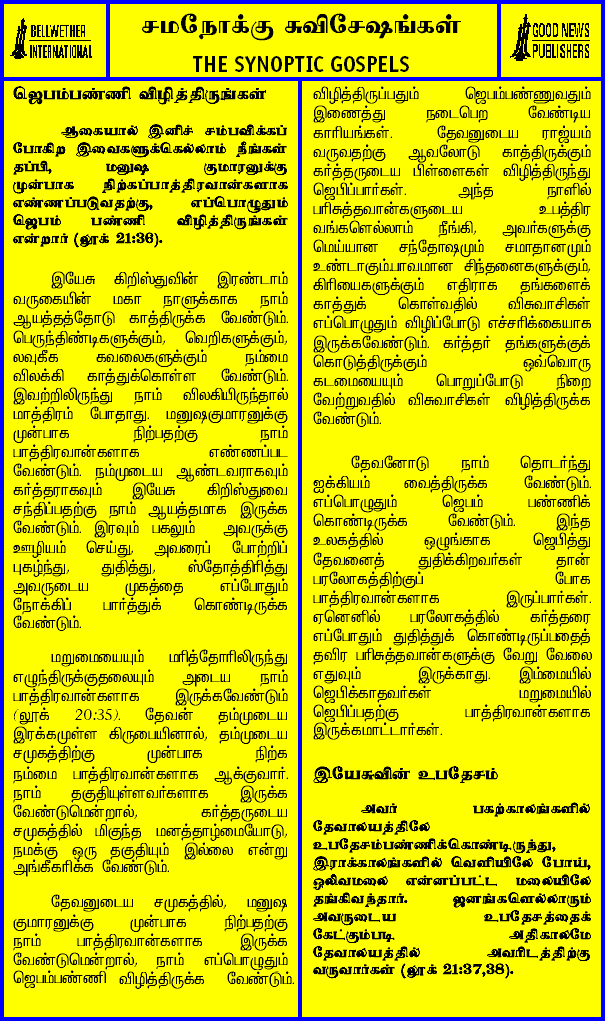 BELLWETHER
INTERNATIONAL
சமநோக்கு சுவிசேஷங்கள்
THE SYNOPTIC GOSPELS
GOOD NEWS
PUBLISHERS
ஜெபம்பண்ணி விழித்திருங்கள்
ஆகையால் இனிச் சம்பவிக்கப்
போகிற இவைகளுக்கெல்லாம் நீங்கள்
தப்பி, மனுஷ குமாரனுக்கு
முன்பாக நிற்கப்பாத்திரவான்களாக
எண்ணப்படுவதற்கு, எப்பொழுதும்
ஜெபம் பண்ணி விழித்திருங்கள்
என்றார் (லூக் 21:36).
இயேசு கிறிஸ்துவின் இரண்டாம்
வருகையின் மகா நாளுக்காக நாம்
ஆயத்தத்தோடு காத்திருக்க வேண்டும்.
பெருந்திண்டிகளுக்கும், வெறிகளுக்கும்,
லவுகீக கவலைகளுக்கும் நம்மை
விலக்கி காத்துக்கொள்ள வேண்டும்.
இவற்றிலிருந்து நாம் விலகியிருந்தால்
மாத்திரம் போதாது. மனுஷகுமாரனுக்கு
முன்பாக நிற்பதற்கு நாம்
பாத்திரவான்களாக எண்ணப்பட
வேண்டும். நம்முடைய ஆண்டவராகவும்
கர்த்தராகவும் இயேசு கிறிஸ்துவை
சந்திப்பதற்கு நாம் ஆயத்தமாக இருக்க
வேண்டும். இரவும் பகலும் அவருக்கு
ஊழியம் செய்து, அவரைப் போற்றிப்
புகழ்ந்து, துதித்து, ஸ்தோத்திரித்து
அவருடைய முகத்தை எப்போதும்
நோக்கிப் பார்த்துக் கொண்டிருக்க
வேண்டும்.
மறுமையையும் மரித்தோரிலிருந்து
எழுந்திருக்குதலையும் அடைய நாம்
பாத்திரவான்களாக இருக்கவேண்டும்
(லூக் 20:35). தேவன் தம்முடைய
இரக்கமுள்ள கிருபையினால், தம்முடைய
சமுகத்திற்கு முன்பாக நிற்க
நம்மை பாத்திரவான்களாக ஆக்குவார்.
நாம் தகுதியுள்ளவர்களாக இருக்க
வேண்டுமென்றால், கர்த்தருடைய
சமுகத்தில் மிகுந்த மனத்தாழ்மையோடு,
நமக்கு ஒரு தகுதியும் இல்லை என்று
அங்கீகரிக்க வேண்டும்.
தேவனுடைய சமுகத்தில், மனுஷ
குமாரனுக்கு முன்பாக நிற்பதற்கு
நாம் பாத்திரவான்களாக இருக்க
வேண்டுமென்றால், நாம் எப்பொழுதும்
ஜெபம்பண்ணி விழித்திருக்க வேண்டும்.
விழித்திருப்பதும் ஜெபம்பண்ணுவதும்
இணைத்து நடைபெற வேண்டிய
காரியங்கள். தேவனுடைய ராஜ்யம்
வருவதற்கு ஆவலோடு காத்திருக்கும்
கர்த்தருடைய பிள்ளைகள் விழித்திருந்து
ஜெபிப்பார்கள். அந்த நாளில்
பரிசுத்தவான்களுடைய உபத்திர
வங்களெல்லாம் நீங்கி, அவர்களுக்கு
மெய்யான சந்தோஷமும் சமாதானமும்
உண்டாகும்.பாவமான சிந்தனைகளுக்கும்,
கிரியைகளுக்கும் எதிராக தங்களைக்
காத்துக் கொள்வதில் விசுவாசிகள்
எப்பொழுதும் விழிப்போடு எச்சரிக்கையாக
இருக்கவேண்டும். கர்த்தர் தங்களுக்குக்
கொடுத்திருக்கும் ஒவ்வொரு
கடமையையும் பொறுப்போடு நிறை
வேற்றுவதில் விசுவாசிகள் விழித்திருக்க
வேண்டும்.
தேவனோடு நாம் தொடர்ந்து
ஐக்கியம் வைத்திருக்க வேண்டும்.
எப்பொழுதும் ஜெபம் பண்ணிக்
கொண்டிருக்க வேண்டும். இந்த
உலகத்தில் ஒழுங்காக ஜெபித்து
தேவனைத் துதிக்கிறவர்கள் தான்
பரலோகத்திற்குப் போக
பாத்திரவான்களாக இருப்பார்கள்.
ஏனெனில் பரலோகத்தில் கர்த்தரை
எப்போதும் துதித்துக் கொண்டிருப்பதைத்
தவிர பரிசுத்தவான்களுக்கு வேறு வேலை
எதுவும் இருக்காது. இம்மையில்
ஜெபிக்காதவர்கள் மறுமையில்
ஜெபிப்பதற்கு பாத்திரவான்களாக
இருக்கமாட்டார்கள்.
இயேசுவின் உபதேசம்
அவர் பகற்காலங்களில்
தேவாலயத்திலே
உபதேசம்பண்ணிக்கொண்டிருந்து,
இராக்காலங்களில் வெளியிலே போய்,
ஒலிவமலை என்னப்பட்ட மலையிலே
தங்கிவந்தார். ஜனங்களெல்லாரும்
அவருடைய உபதேசத்தைக்
கேட்கும்படி அதிகாலமே
தேவாலயத்தில் அவரிடத்திற்கு
வருவார்கள் (லூக் 21:37,38).